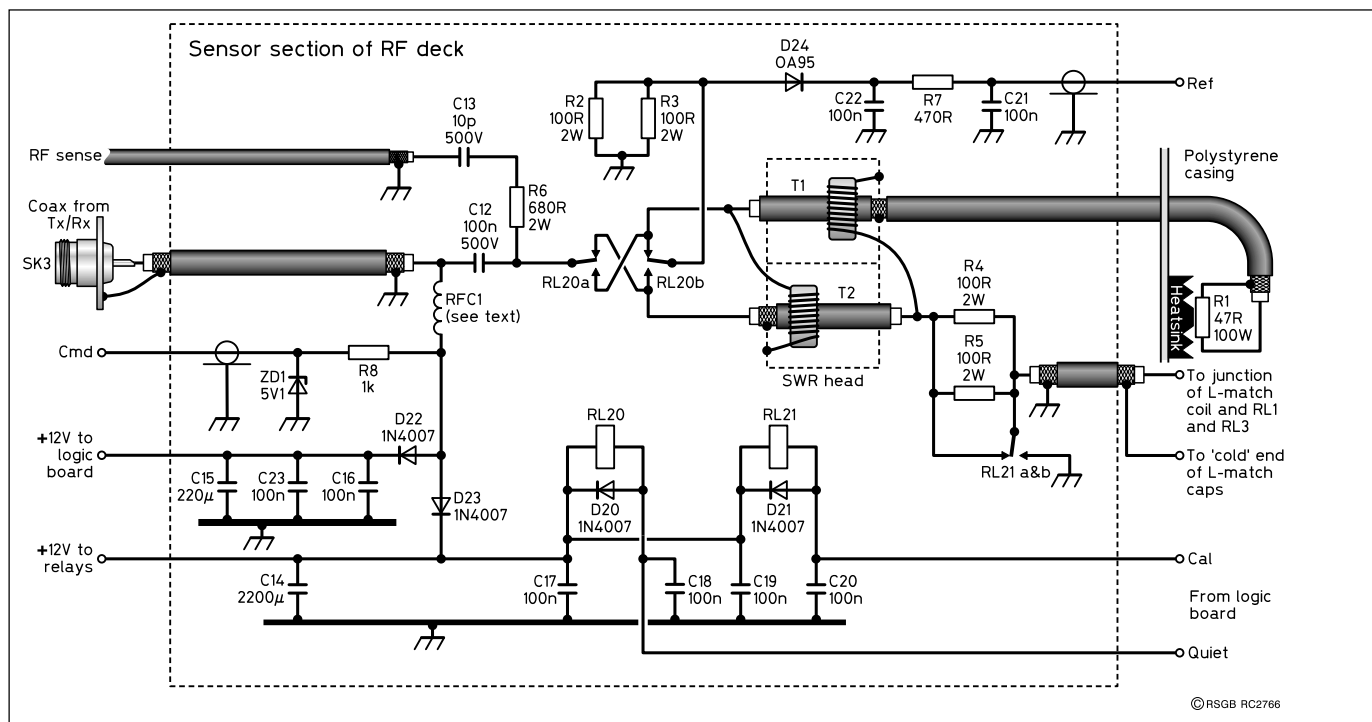 Sensor section of RF deck
D24
OA95
Ref
C22
100n
R7
470R
C21
100n
R2
100R
2W
R3
100R
2W
C13
10p
500V
RF sense
R6
680R
2W
Coax from
Tx/Rx
SK3
C12
100n
500V
RL20a
RL20b
T1
T2
SWR head
Polystyrene
casing
Heatsink
R1
47R
100W
R4
100R
2W
R5
100R
2W
RFC1
(see text)
Cmd
ZD1
5V1
R8
1k
To junction
of L-match
coil and RL1
and RL3
To 'cold' end
of L-match
caps
RL21 a&b
D22
1N4007
+12V to
logic
board
C15
220μ
C23
100n
C16
100n
D23
1N4007
RL20
D20
1N4007
RL21
D21
1N4007
+12V to
relays
C14
2200μ
C17
100n
C18
100n
C19
100n
C20
100n
Cal
From logic
board
Quiet
©RSGB RC2766